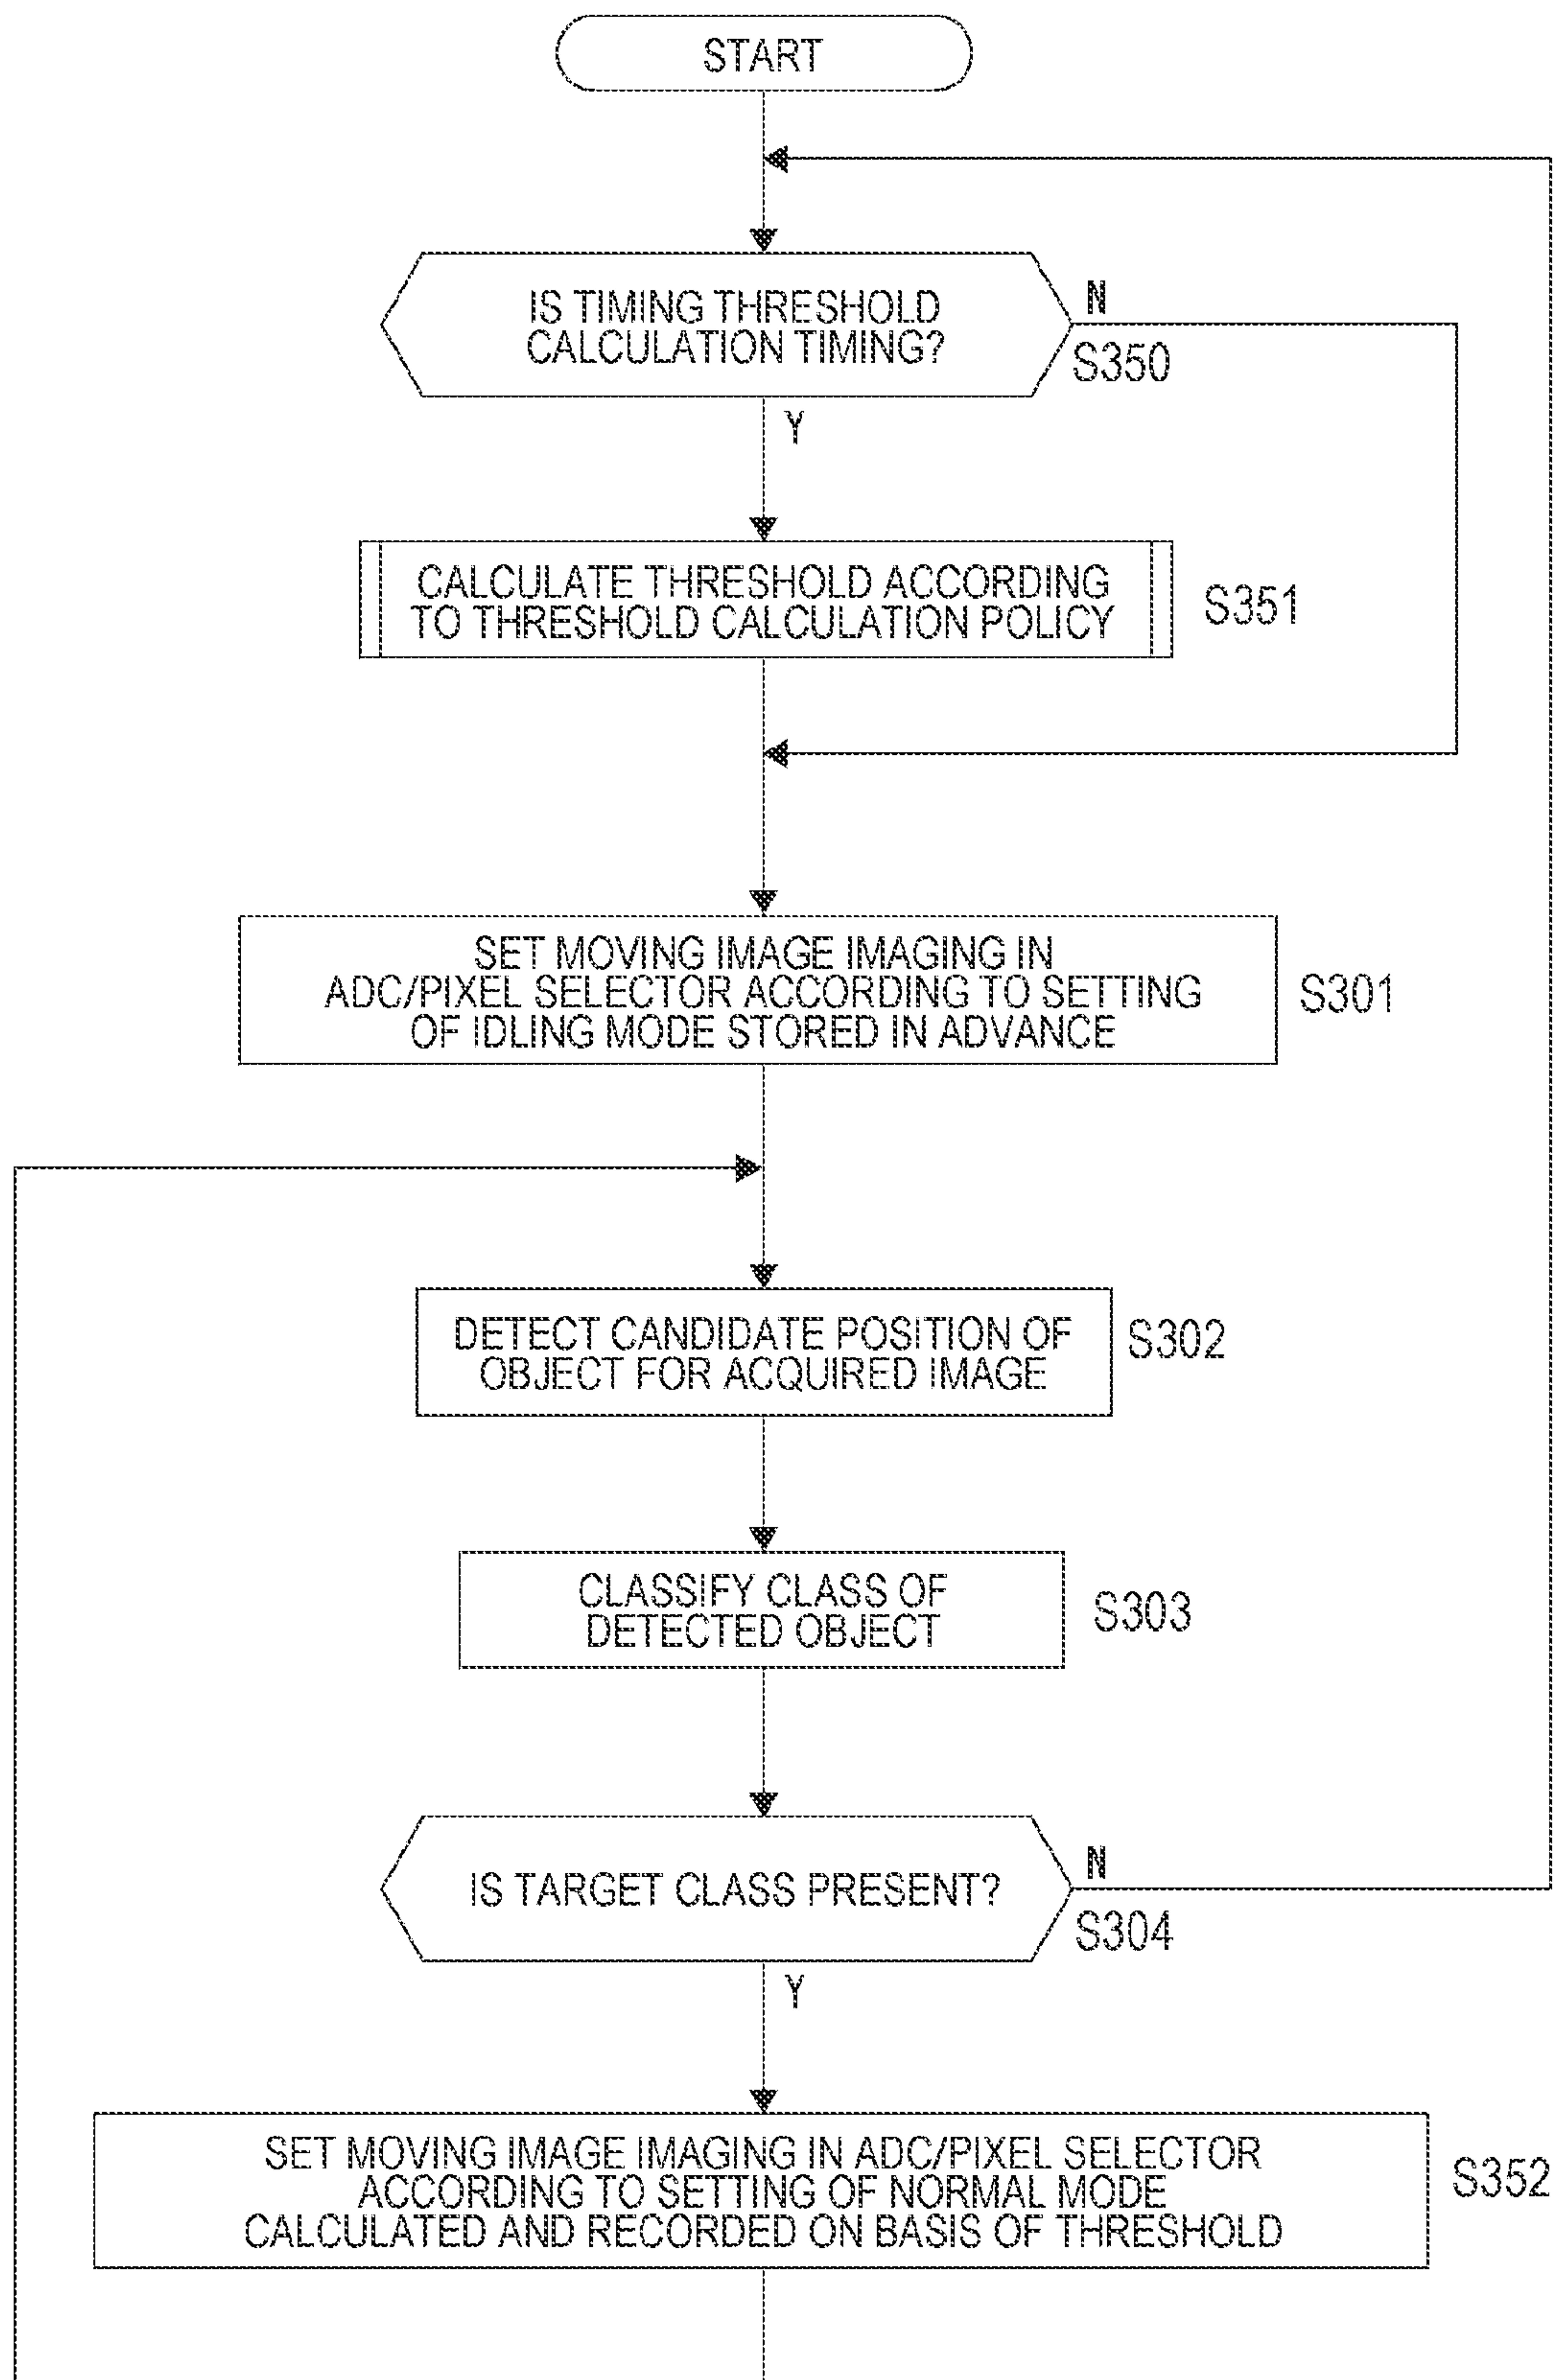 START
IS TIMING THRESHOLD
CALCULATION TIMING?
N
S350
Y
CALCULATE THRESHOLD ACCORDING
TO THRESHOLD CALCULATION POLICY
S351
SET MOVING IMAGE IMAGING IN
ADC/PIXEL SELECTOR ACCORDING TO SETTING
OF IDLING MODE STORED IN ADVANCE
S301
DETECT CANDIDATE POSITION OF
OBJECT FOR ACQUIRED IMAGE
S302
CLASSIFY CLASS OF
DETECTED OBJECT
S303
IS TARGET CLASS PRESENT?
N
S304
Y
SET MOVING IMAGE IMAGING IN ADC/PIXEL SELECTOR
ACCORDING TO SETTING OF NORMAL MODE
CALCULATED AND RECORDED ON BASIS OF THRESHOLD
S352